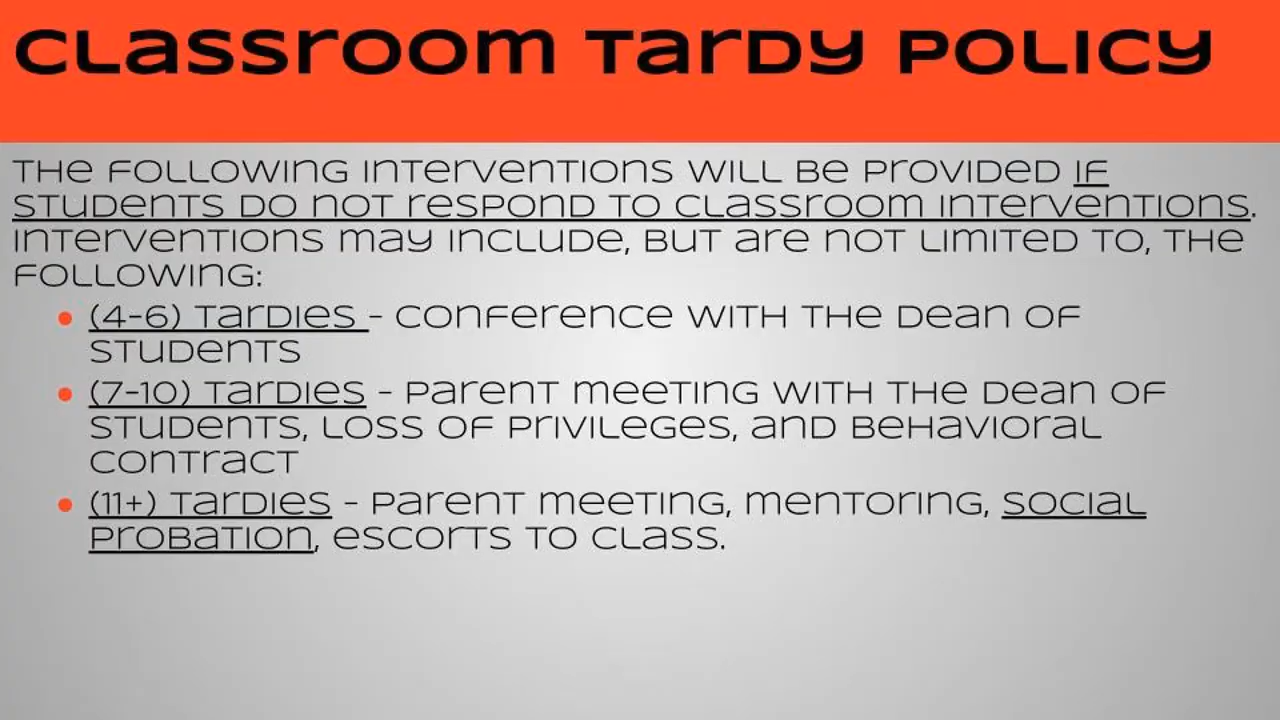 Classroom Tardy Policy
The following interventions will be provided if
students do not respond to classroom interventions.
Interventions may include, but are not limited to, the
following:
• (4-6) Tardies - Conference with the Dean of
Students
• (7-10) Tardies - Parent meeting with the Dean of
Students, loss of privileges, and behavioral
contract
• (11+) Tardies - Parent meeting, mentoring, social
probation, escorts to class.